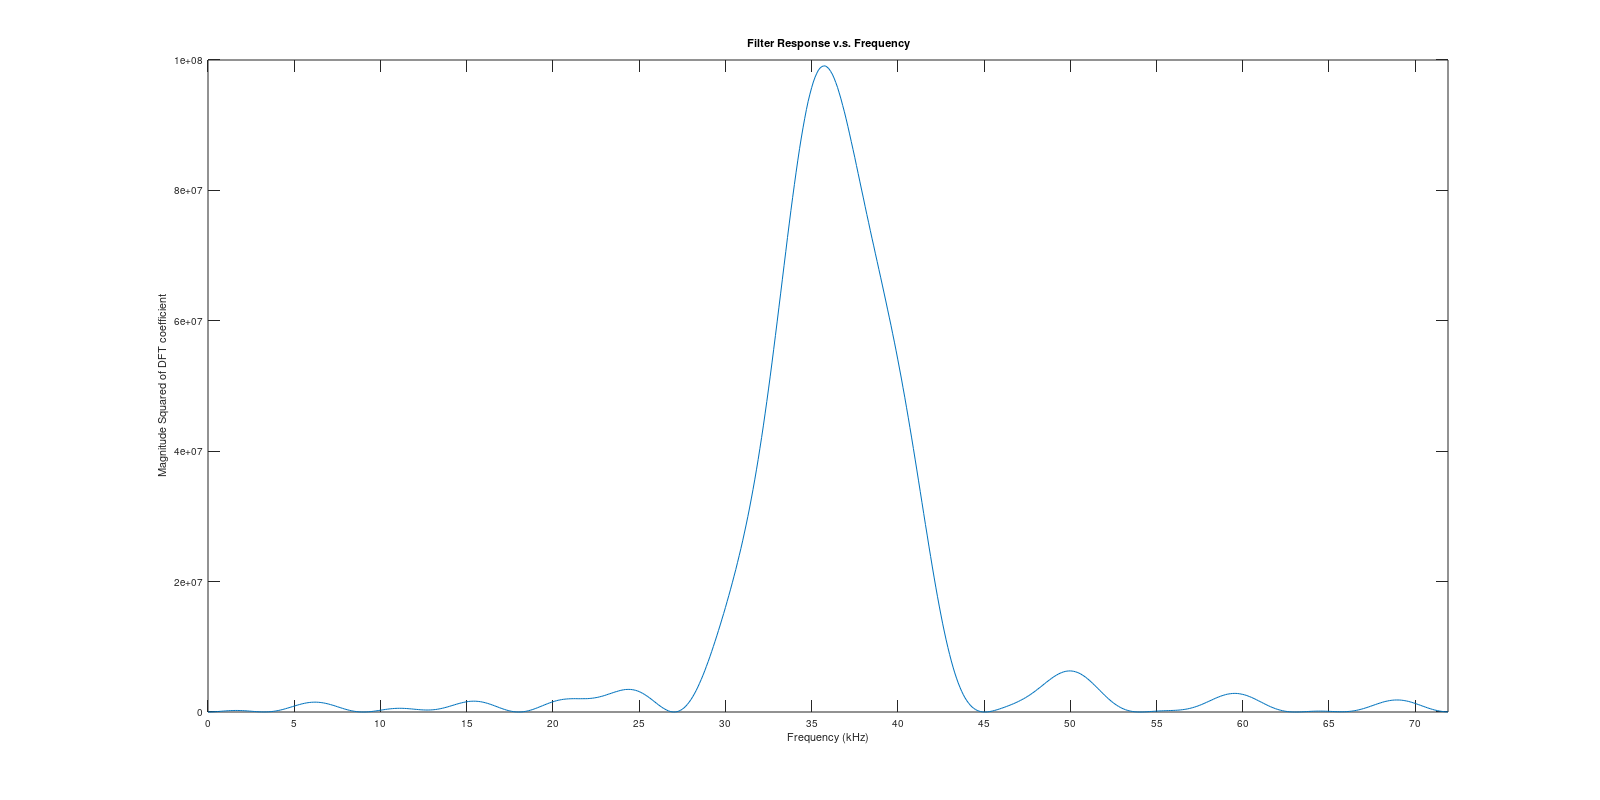 Filter Response v.s. Frequency
1e+08
8e+07
6e+07
4e+07
2e+07
0
Magnitude Squared of DFT coefficient
0 5 10 15 20 25 30 35 40 45 50 55 60 65 70
Frequency (kHz)